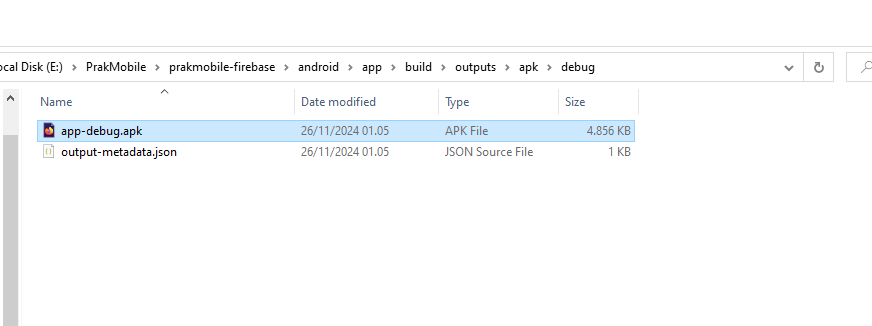 ocal Disk (E:) > PrakMobile > prakmobile-firebase > android > app > build > outputs > apk > debug
Name Date modified Type Size
app-debug.apk 26/11/2024 01.05 APK File 4.856 KB
output-metadata.json 26/11/2024 01.05 JSON Source File 1 KB